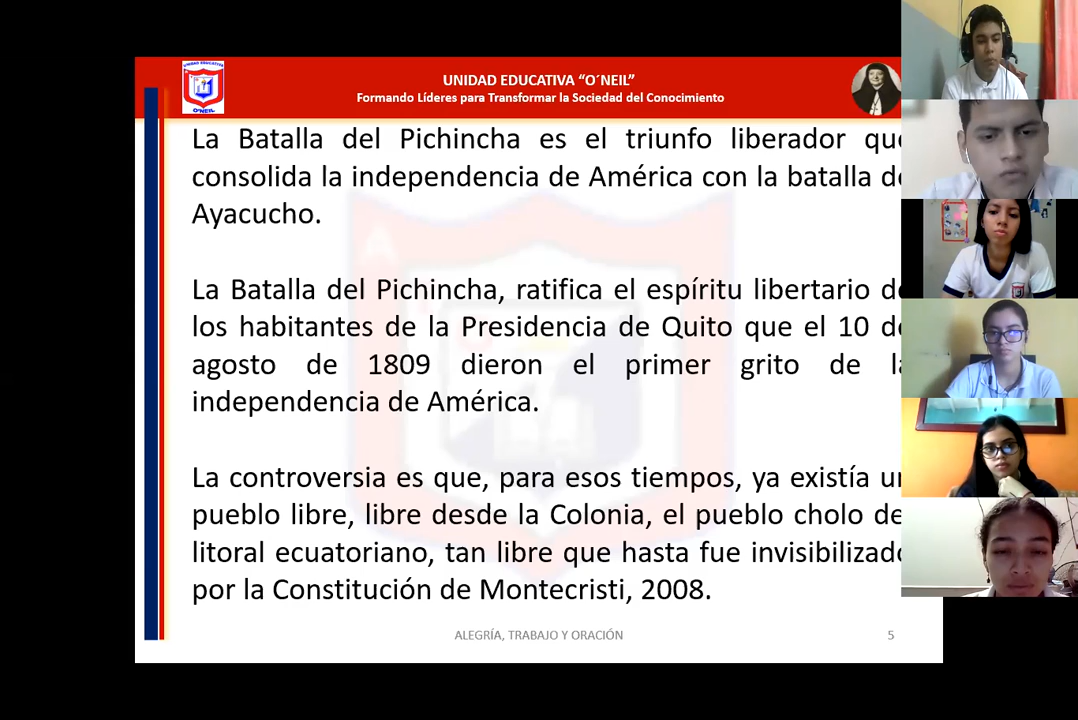 UNIDAD EDUCATIVA
O'NEIL
UNIDAD EDUCATIVA “O´NEIL”
Formando Líderes para Transformar la Sociedad del Conocimiento
La Batalla del Pichincha es el triunfo liberador que
consolida la independencia de América con la batalla de
Ayacucho.
La Batalla del Pichincha, ratifica el espíritu libertario de
los habitantes de la Presidencia de Quito que el 10 de
agosto de 1809 dieron el primer grito de la
independencia de América.
La controversia es que, para esos tiempos, ya existía un
pueblo libre, libre desde la Colonia, el pueblo cholo de
litoral ecuatoriano, tan libre que hasta fue invisibilizado
por la Constitución de Montecristi, 2008.
ALEGRÍA, TRABAJO Y ORACIÓN
5